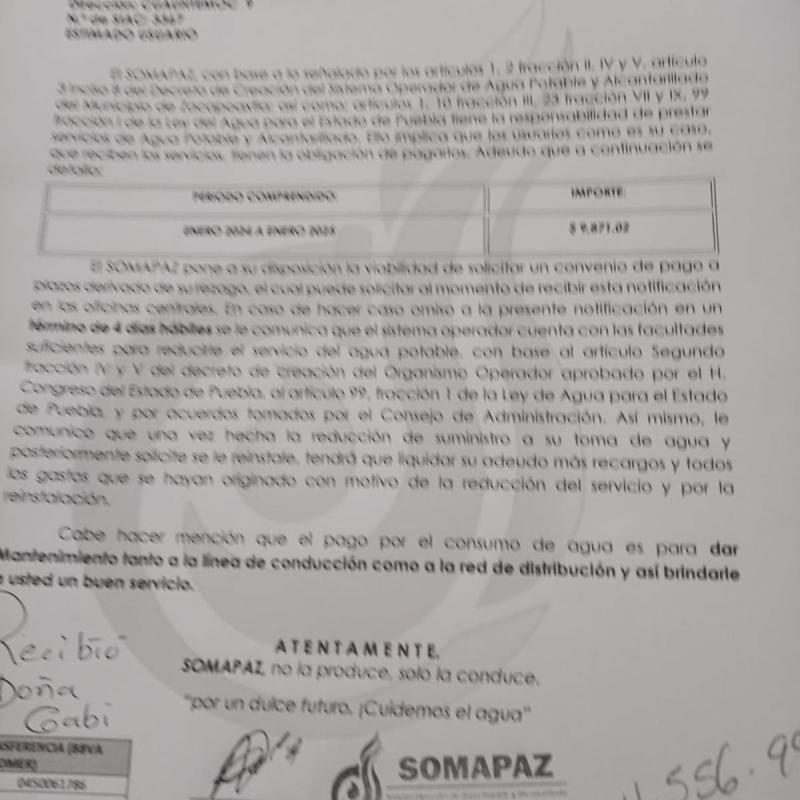 Dirección: CUAUHTEMOC
N.° de SIAC: 3367
ESTIMADO USUARIO
El SOMAPAZ, con base a lo señalado por los artículos 1, 2 fracción II, IV y V, artículo
3 inciso B del Decreto de Creación del Sistema Operador de Agua Potable y Alcantarillado
del Municipio de Zacapoaxtla; así como: artículos 1, 10 fracción III, 23 fracción VII y IX, 99
fracción I de la Ley del Agua para el Estado de Puebla tiene la responsabilidad de prestar
servicios de Agua Potable y Alcantarillado. Ello implica que los usuarios como es su caso,
que reciben los servicios, tienen la obligación de pagarlos. Adeudo que a continuación se
detalla:
PERIODO COMPRENDIDO: IMPORTE:
ENERO 2024 A ENERO 2025 $ 9,871.02
El SOMAPAZ pone a su disposición la viabilidad de solicitar un convenio de pago a
plazos derivado de su rezago, el cual puede solicitar al momento de recibir esta notificación
en las oficinas centrales. En caso de hacer caso omiso a la presente notificación en un
término de 4 días hábiles se le comunica que el sistema operador cuenta con las facultades
suficientes para reducirle el servicio del agua potable, con base al artículo Segundo
fracción IV y V del decreto de creación del Organismo Operador aprobado por el H.
Congreso del Estado de Puebla, al artículo 99, fracción 1 de la Ley de Agua para el Estado
de Puebla, y por acuerdos tomados por el Consejo de Administración. Así mismo, le
comunico que una vez hecha la reducción de suministro a su toma de agua y
posteriormente solicite se le reinstale, tendrá que liquidar su adeudo más recargos y todos
los gastos que se hayan originado con motivo de la reducción del servicio y por la
reinstalación.
Cabe hacer mención que el pago por el consumo de agua es para dar
Mantenimiento tanto a la línea de conducción como a la red de distribución y así brindarle
a usted un buen servicio.
Recibió
Doña
Gabi
ATENTAMENTE.
SOMAPAZ, no la produce, solo la conduce.
"por un dulce futuro, ¡Cuidemos el agua"
SFERENCIA (BBVA
OMER)
0450061786
SOMAPAZ
556.9